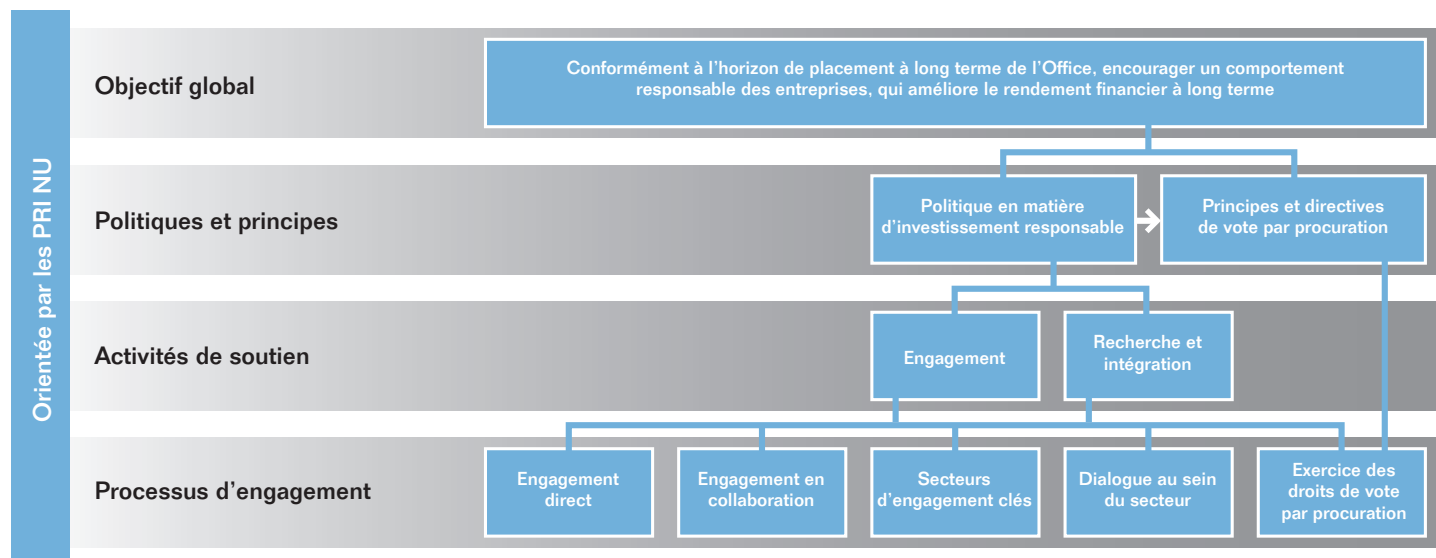 Orientée par les PRI NU
Objectif global
Conformément à l’horizon de placement à long terme de l’Office, encourager un comportement
responsable des entreprises, qui améliore le rendement financier à long terme
Politiques et principes
Politique en matière
d’investissement responsable
Principes et directives
de vote par procuration
Activités de soutien
Engagement
Recherche et
intégration
Processus d’engagement
Engagement
direct
Engagement en
collaboration
Secteurs
d’engagement clés
Dialogue au sein
du secteur
Exercice des
droits de vote
par procuration